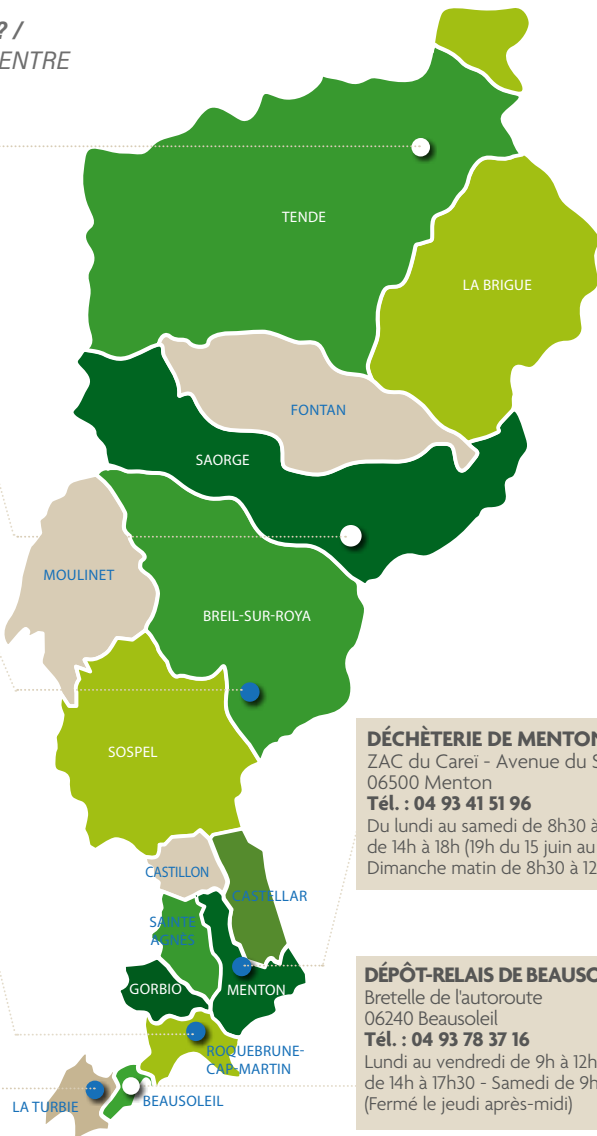 ? /
ENTRE
TENDE
LA BRIGUE
FONTAN
SAORGE
MOULINET
BREIL-SUR-ROYA
SOSPEL
DÉCHÈTERIE DE MENTON
ZAC du Careï - Avenue du S
06500 Menton
Tél. : 04 93 41 51 96
Du lundi au samedi de 8h30 à
de 14h à 18h (19h du 15 juin au
Dimanche matin de 8h30 à 12
CASTILLON
CASTELLAR
SAINTE
AGNÈS
GORBIO
MENTON
ROQUEBRUNE-
CAP-MARTIN
LA TURBIE
BEAUSOLEIL
DÉPÔT-RELAIS DE BEAUSO
Bretelle de l'autoroute
06240 Beausoleil
Tél. : 04 93 78 37 16
Lundi au vendredi de 9h à 12h
de 14h à 17h30 - Samedi de 9h
(Fermé le jeudi après-midi)